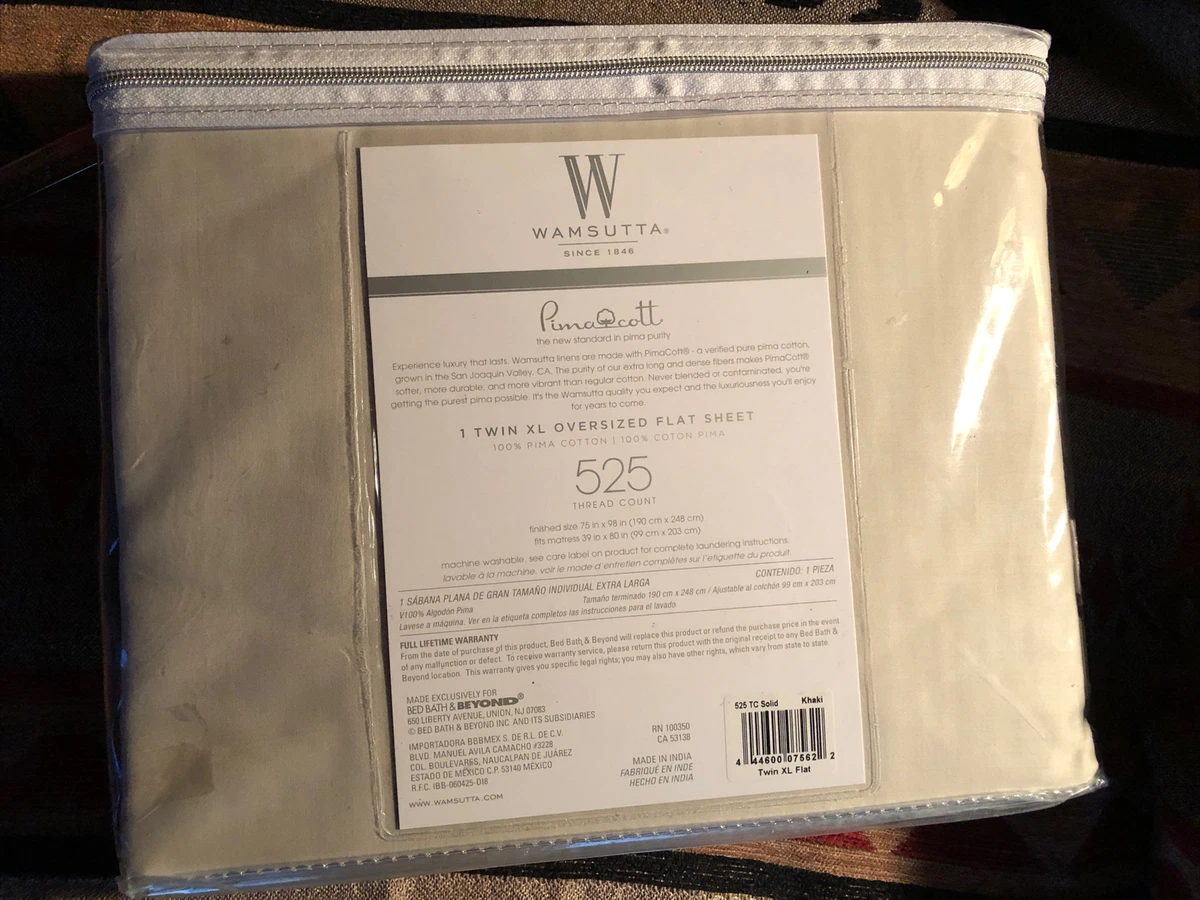 W
WAMSUTTA®
SINCE 1846
Pima cott
the new standard in pima purity
Experience luxury that lasts. Wamsutta linens are made with PimaCott® - a verified pure pima cotton,
grown in the San Joaquin Valley, CA. The purity of our extra long and dense fibers makes PimaCott®
softer, more durable, and more vibrant than regular cotton. Never blended or contaminated, you're
getting the purest pima possible. It's the Wamsutta quality you expect and the luxuriousness you'll enjoy
for years to come.
1 TWIN XL OVERSIZED FLAT SHEET
100% PIMA COTTON | 100% COTON PIMA
525
THREAD COUNT
finished size 75 in x 98 in (190 cm x 248 cm)
fits matress 39 in x 80 in (99 cm x 203 cm)
machine washable. see care label on product for complete laundering instructions.
lavable à la machine. voir le mode d'entretien complètes sur l'etiquette du produit.
1 SÁBANA PLANA DE GRAN TAMAÑO INDIVIDUAL EXTRA LARGA CONTENIDO: 1 PIEZA
V100% Algodón Pima Tamaño terminado 190 cm x 248 cm / Ajustable al colchón 99 cm x 203 cm
Lavese a máquina. Ver en la etiqueta completos las instrucciones para el lavado.
FULL LIFETIME WARRANTY
From the date of purchase of this product, Bed Bath & Beyond will replace this product or refund the purchase price in the event
of any malfunction or defect. To receive warranty service, please return this product with the original receipt to any Bed Bath &
Beyond location. This warranty gives you specific legal rights; you may also have other rights, which vary from state to state.
MADE EXCLUSIVELY FOR
BED BATH & BEYOND®
650 LIBERTY AVENUE, UNION, NJ 07083
© BED BATH & BEYOND INC. AND ITS SUBSIDIARIES
IMPORTADORA BBBMEX S. DE R.L. DE C.V.
BLVD. MANUEL AVILA CAMACHO #3228
COL. BOULEVARES, NAUCALPAN DE JUÁREZ
ESTADO DE MÉXICO C.P. 53140 MÉXICO
R.F.C. IBB-060425-DI8
WWW.WAMSUTTA.COM
RN 100350
CA 53138
MADE IN INDIA
FABRIQUÉ EN INDE
HECHO EN INDIA
525 TC Solid Khaki
4 44600 07562 2
Twin XL Flat